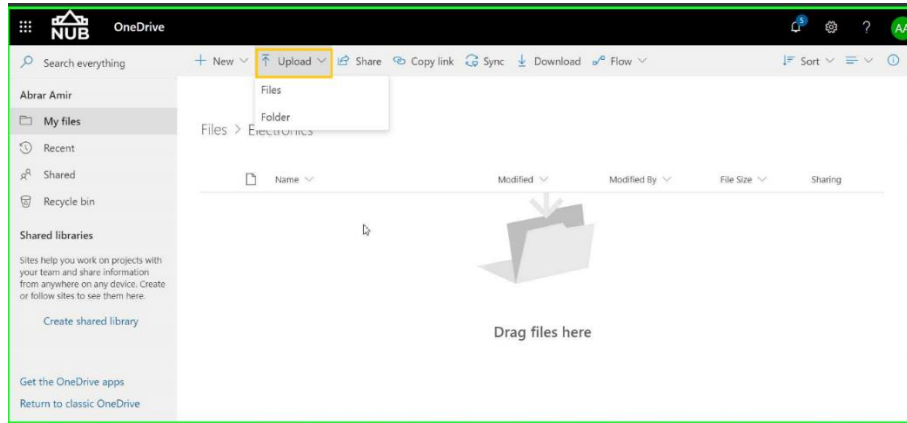 NUB OneDrive 5 ? AA
Search everything + New Upload Share Copy link Sync Download Flow Sort
Abrar Amir
Files
My files
Folder
Files > Electronics
Recent
Shared
Name Modified Modified By File Size Sharing
Recycle bin
Shared libraries
Sites help you work on projects with
your team and share information
from anywhere on any device. Create
or follow sites to see them here.
Create shared library
Drag files here
Get the OneDrive apps
Return to classic OneDrive